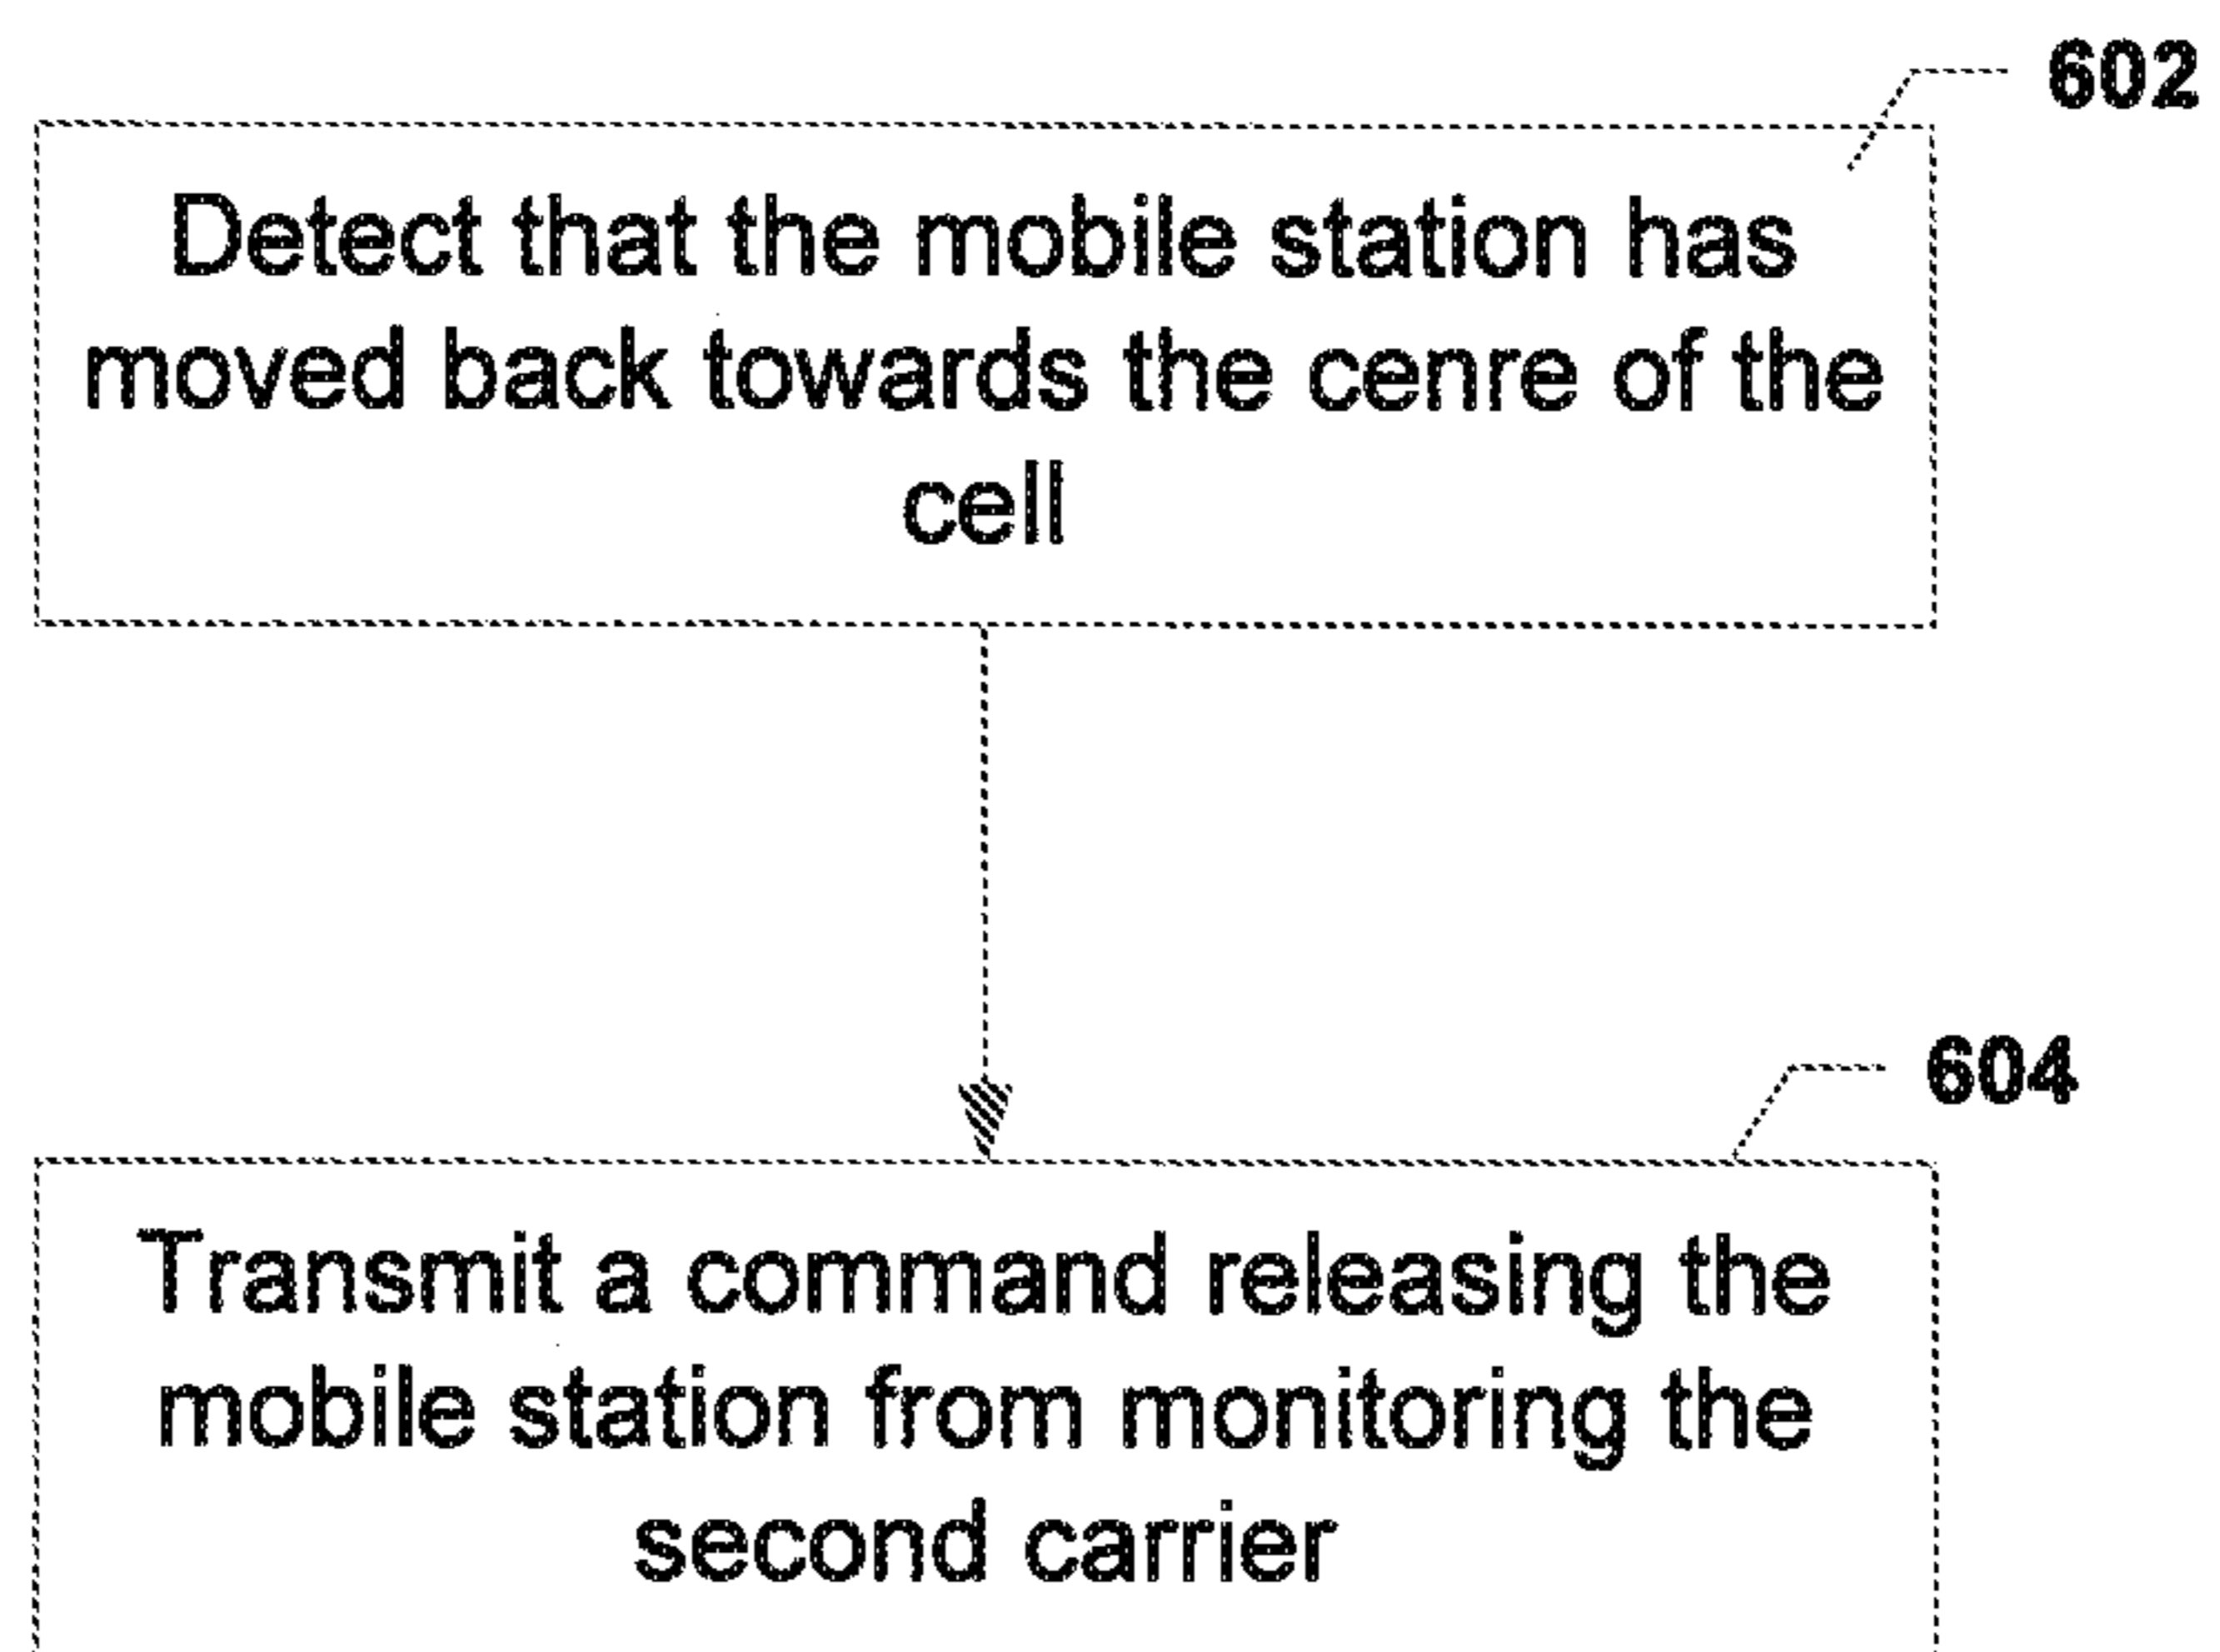 602
Detect that the mobile station has
moved back towards the cenre of the
cell
604
Transmit a command releasing the
mobile station from monitoring the
second carrier